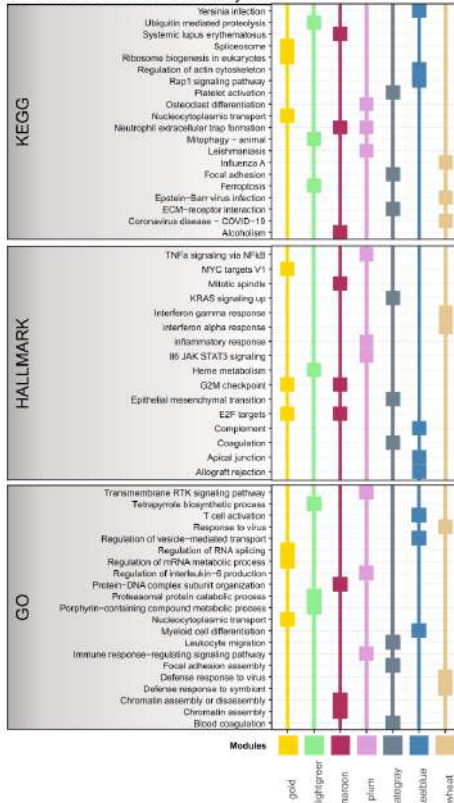 KEGG
Yersinia infection
Ubiquitin mediated proteolysis
Systemic lupus erythematosus
Spliceosome
Ribosome biogenesis in eukaryotes
Regulation of actin cytoskeleton
Rap1 signaling pathway
Platelet activation
Osteoclast differentiation
Nucleocytoplasmic transport
Neutrophil extracellular trap formation
Mitophagy - animal
Leishmaniasis
Influenza A
Focal adhesion
Ferroptosis
Epstein-Barr virus infection
ECM-receptor interaction
Coronavirus disease - COVID-19
Alcoholism
HALLMARK
TNFa signaling via NFkB
MYC targets V1
Mitotic spindle
KRAS signaling up
Interferon gamma response
Interferon alpha response
Inflammatory response
Il6 JAK STAT3 signaling
Heme metabolism
G2M checkpoint
Epithelial mesenchymal transition
E2F targets
Complement
Coagulation
Apical junction
Allograft rejection
GO
Transmembrane RTK signaling pathway
Tetrapyrrole biosynthetic process
T cell activation
Response to virus
Regulation of vesicle-mediated transport
Regulation of RNA splicing
Regulation of mRNA metabolic process
Regulation of interleukin-6 production
Protein-DNA complex subunit organization
Proteasomal protein catabolic process
Porphyrin-containing compound metabolic process
Nucleocytoplasmic transport
Myeloid cell differentiation
Leukocyte migration
Immune response-regulating signaling pathway
Focal adhesion assembly
Defense response to virus
Defense response to symbiont
Chromatin assembly or disassembly
Chromatin assembly
Blood coagulation
Modules
gold
ightgreen
naroon
plum
ategray
eelblue
wheat